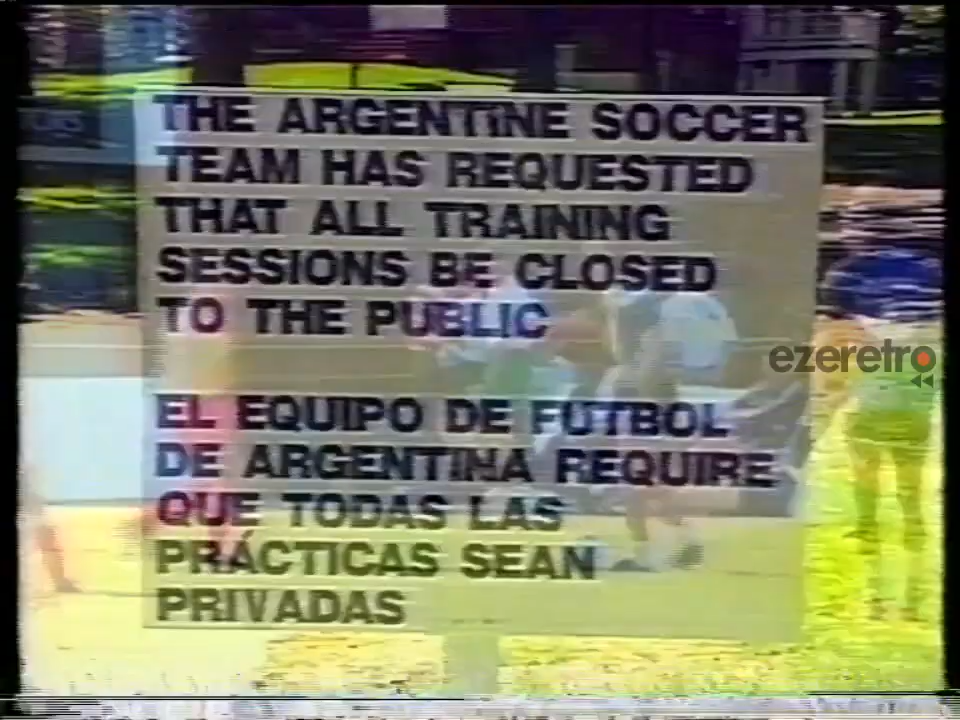 THE ARGENTINE SOCCER
TEAM HAS REQUESTED
THAT ALL TRAINING
SESSIONS BE CLOSED
TO THE PUBLIC
EL EQUIPO DE FUTBOL
DE ARGENTINA REQUIRE
QUE TODAS LAS
PRÁCTICAS SEAN
PRIVADAS
ezeretro